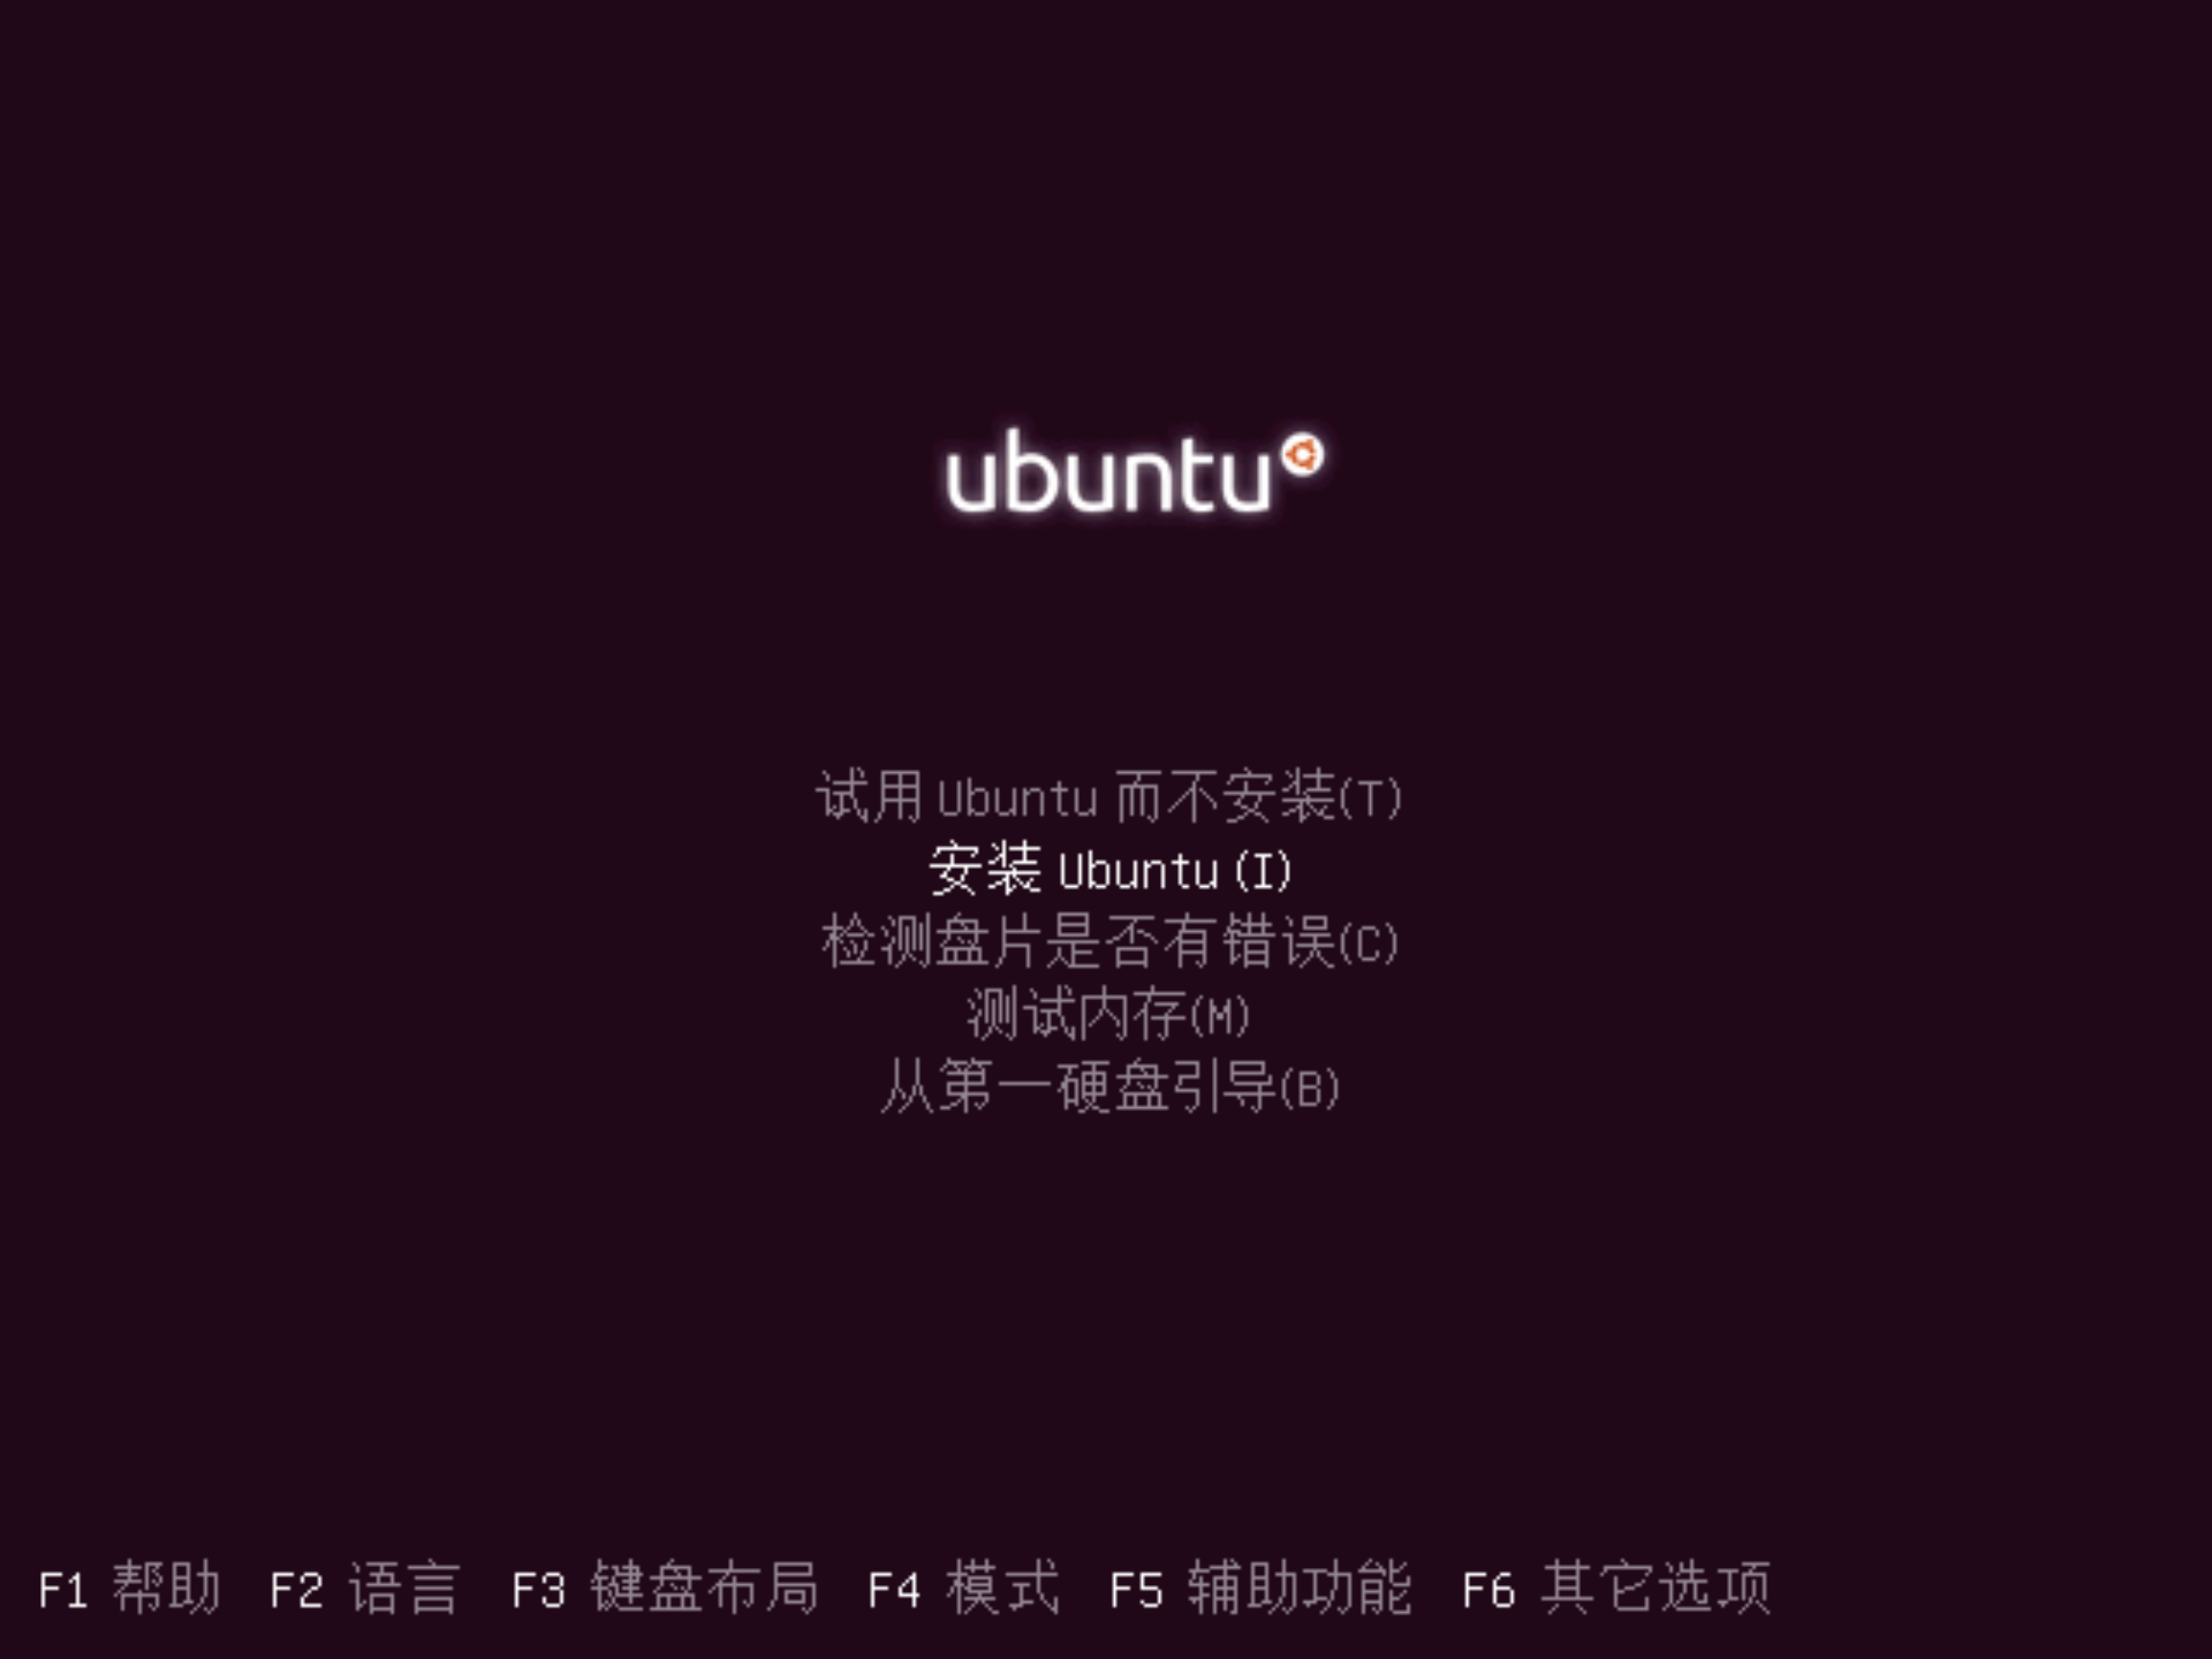 ubuntu
试用 Ubuntu 而不安装(T)
安装 Ubuntu (I)
检测盘片是否有错误(C)
测试内存(M)
从第一硬盘引导(B)
F1 帮助 F2 语言 F3 键盘布局 F4 模式 F5 辅助功能 F6 其它选项